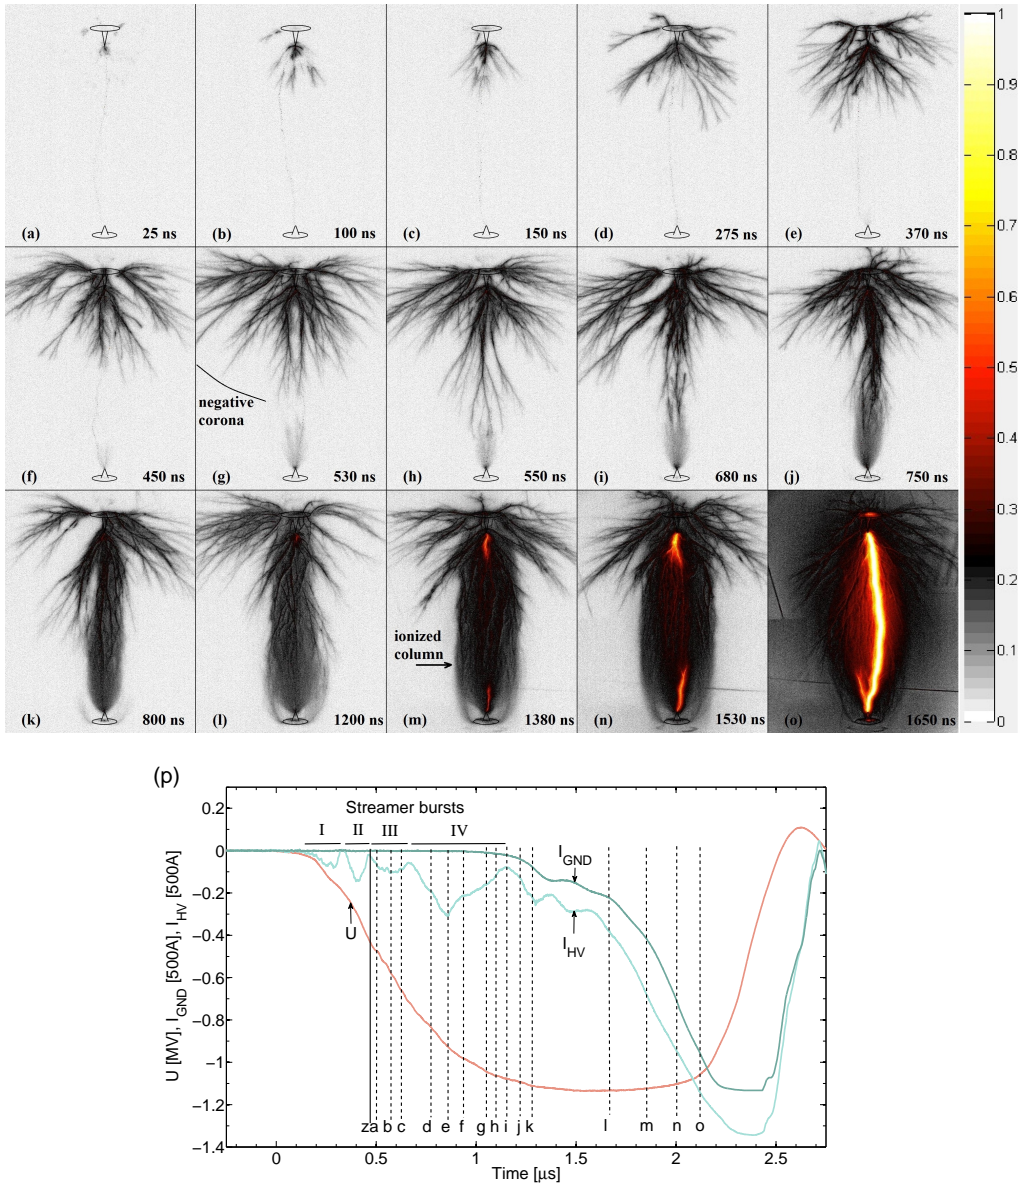 (a) 25 ns
(b) 100 ns
(c) 150 ns
(d) 275 ns
(e) 370 ns
1
0.9
0.8
0.7
0.6
0.5
0.4
0.3
0.2
0.1
0
negative
corona
(f) 450 ns
(g) 530 ns
(h) 550 ns
(i) 680 ns
(j) 750 ns
ionized
column
(k) 800 ns
(l) 1200 ns
(m) 1380 ns
(n) 1530 ns
(o) 1650 ns
(p)
Streamer bursts
I II III IV
U
I_GND
I_HV
U [MV], I_GND [500A], I_HV [500A]
0.2
0
−0.2
−0.4
−0.6
−0.8
−1
−1.2
−1.4
z a b c d e f g h i j k l m n o
0 0.5 1 1.5 2 2.5
Time [µs]